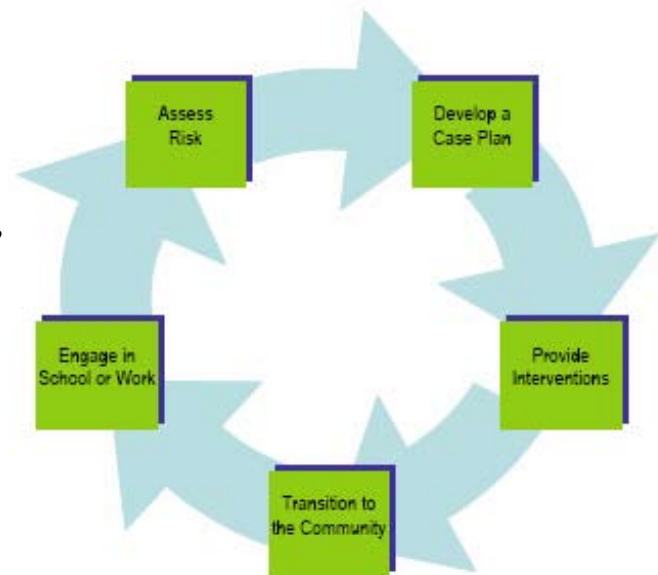 Assess
Risk
Develop a
Case Plan
Provide
Interventions
Transition to
the Community
Engage in
School or Work